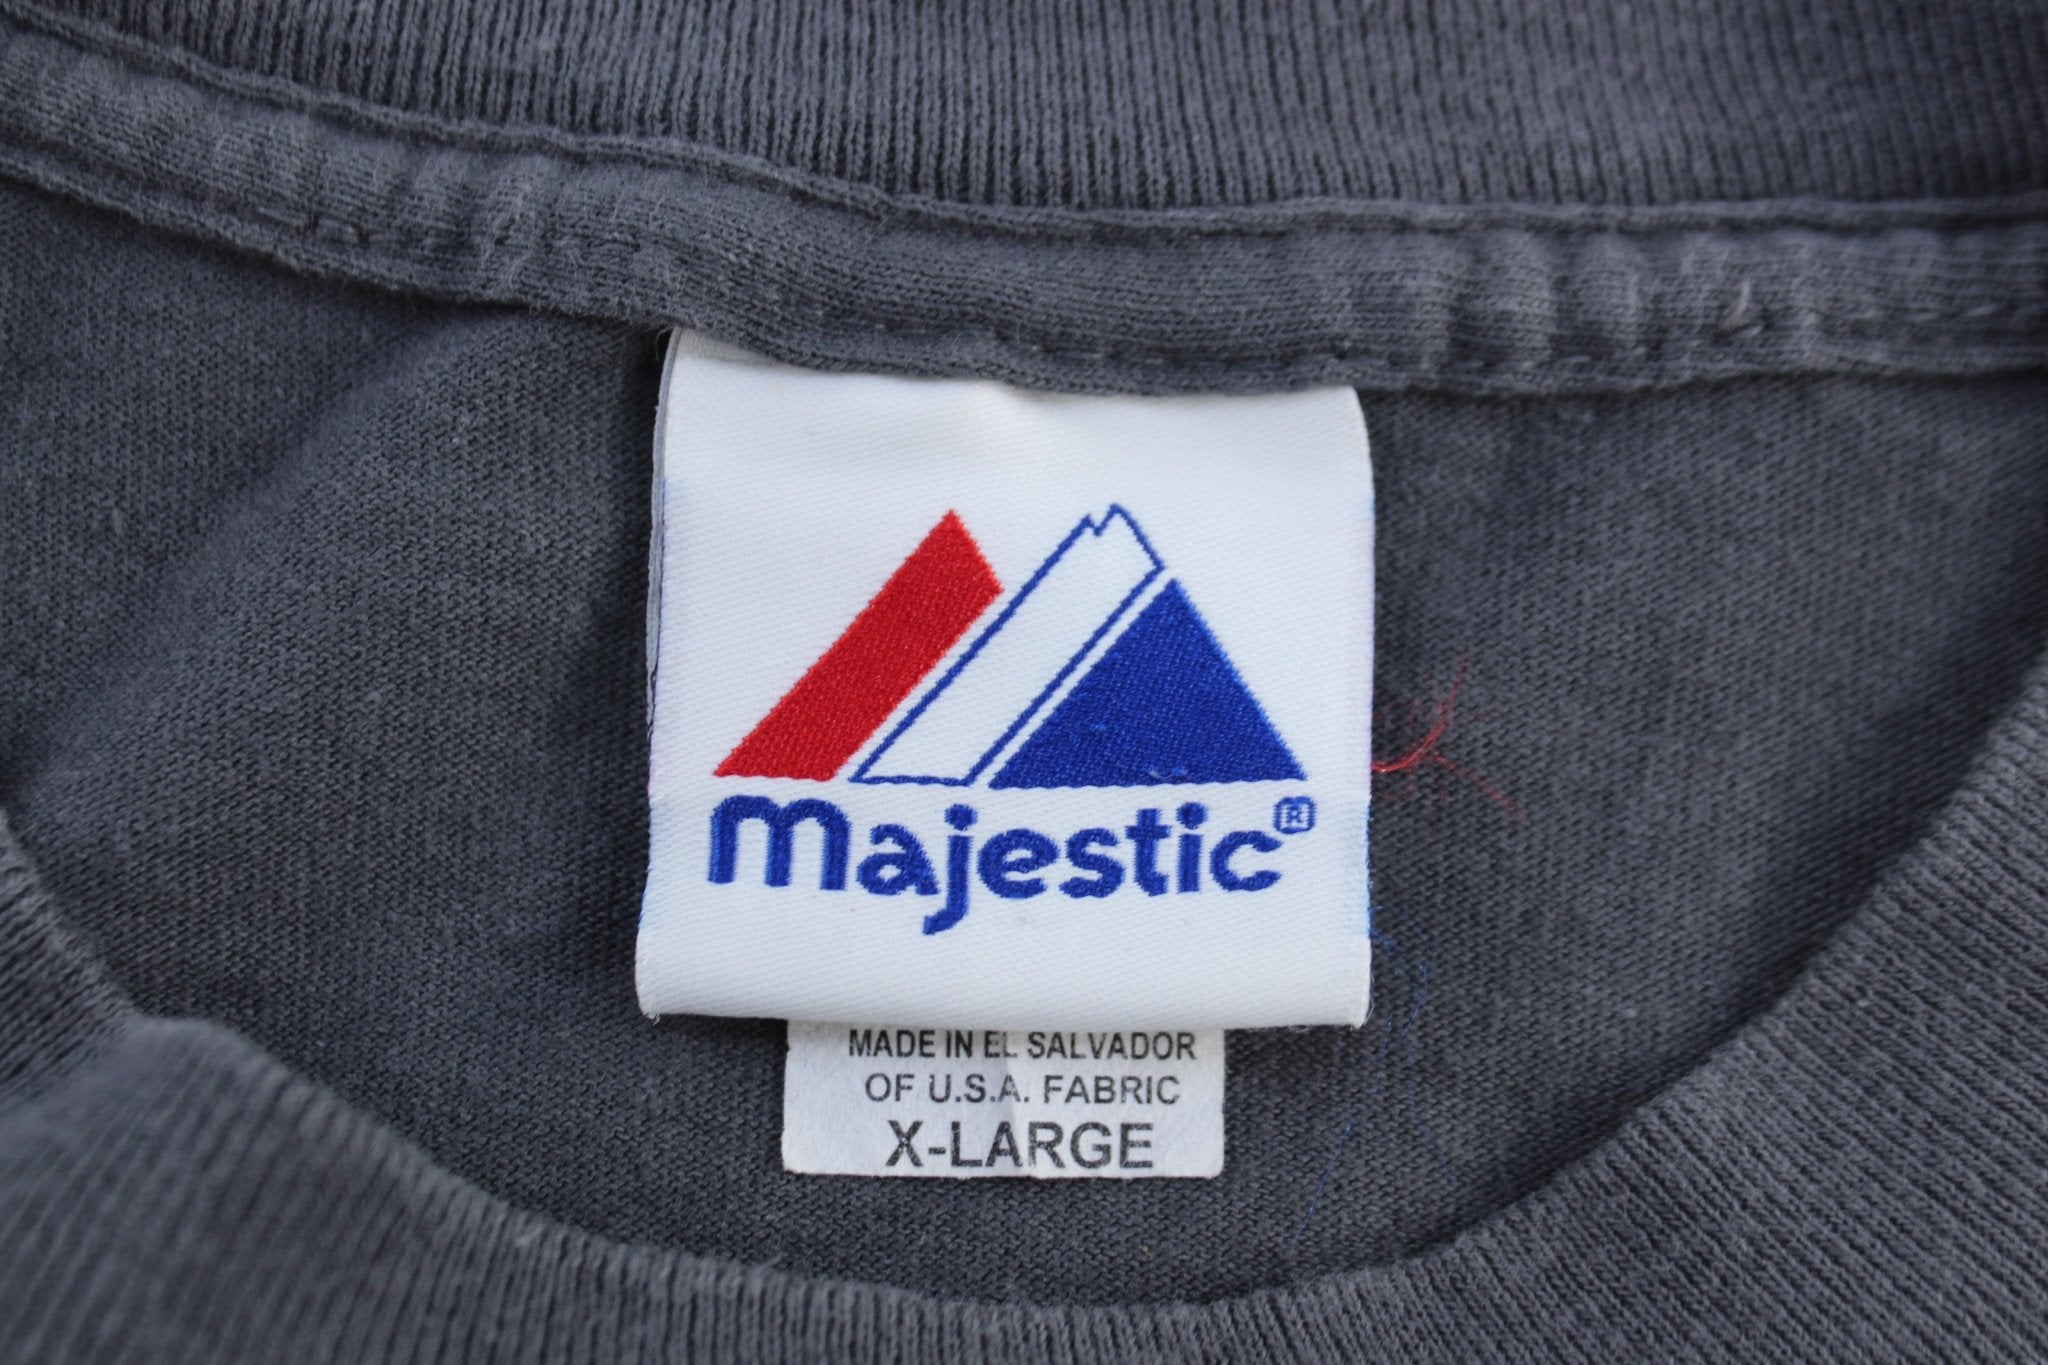 majestic®
MADE IN EL SALVADOR
OF U.S.A. FABRIC
X-LARGE